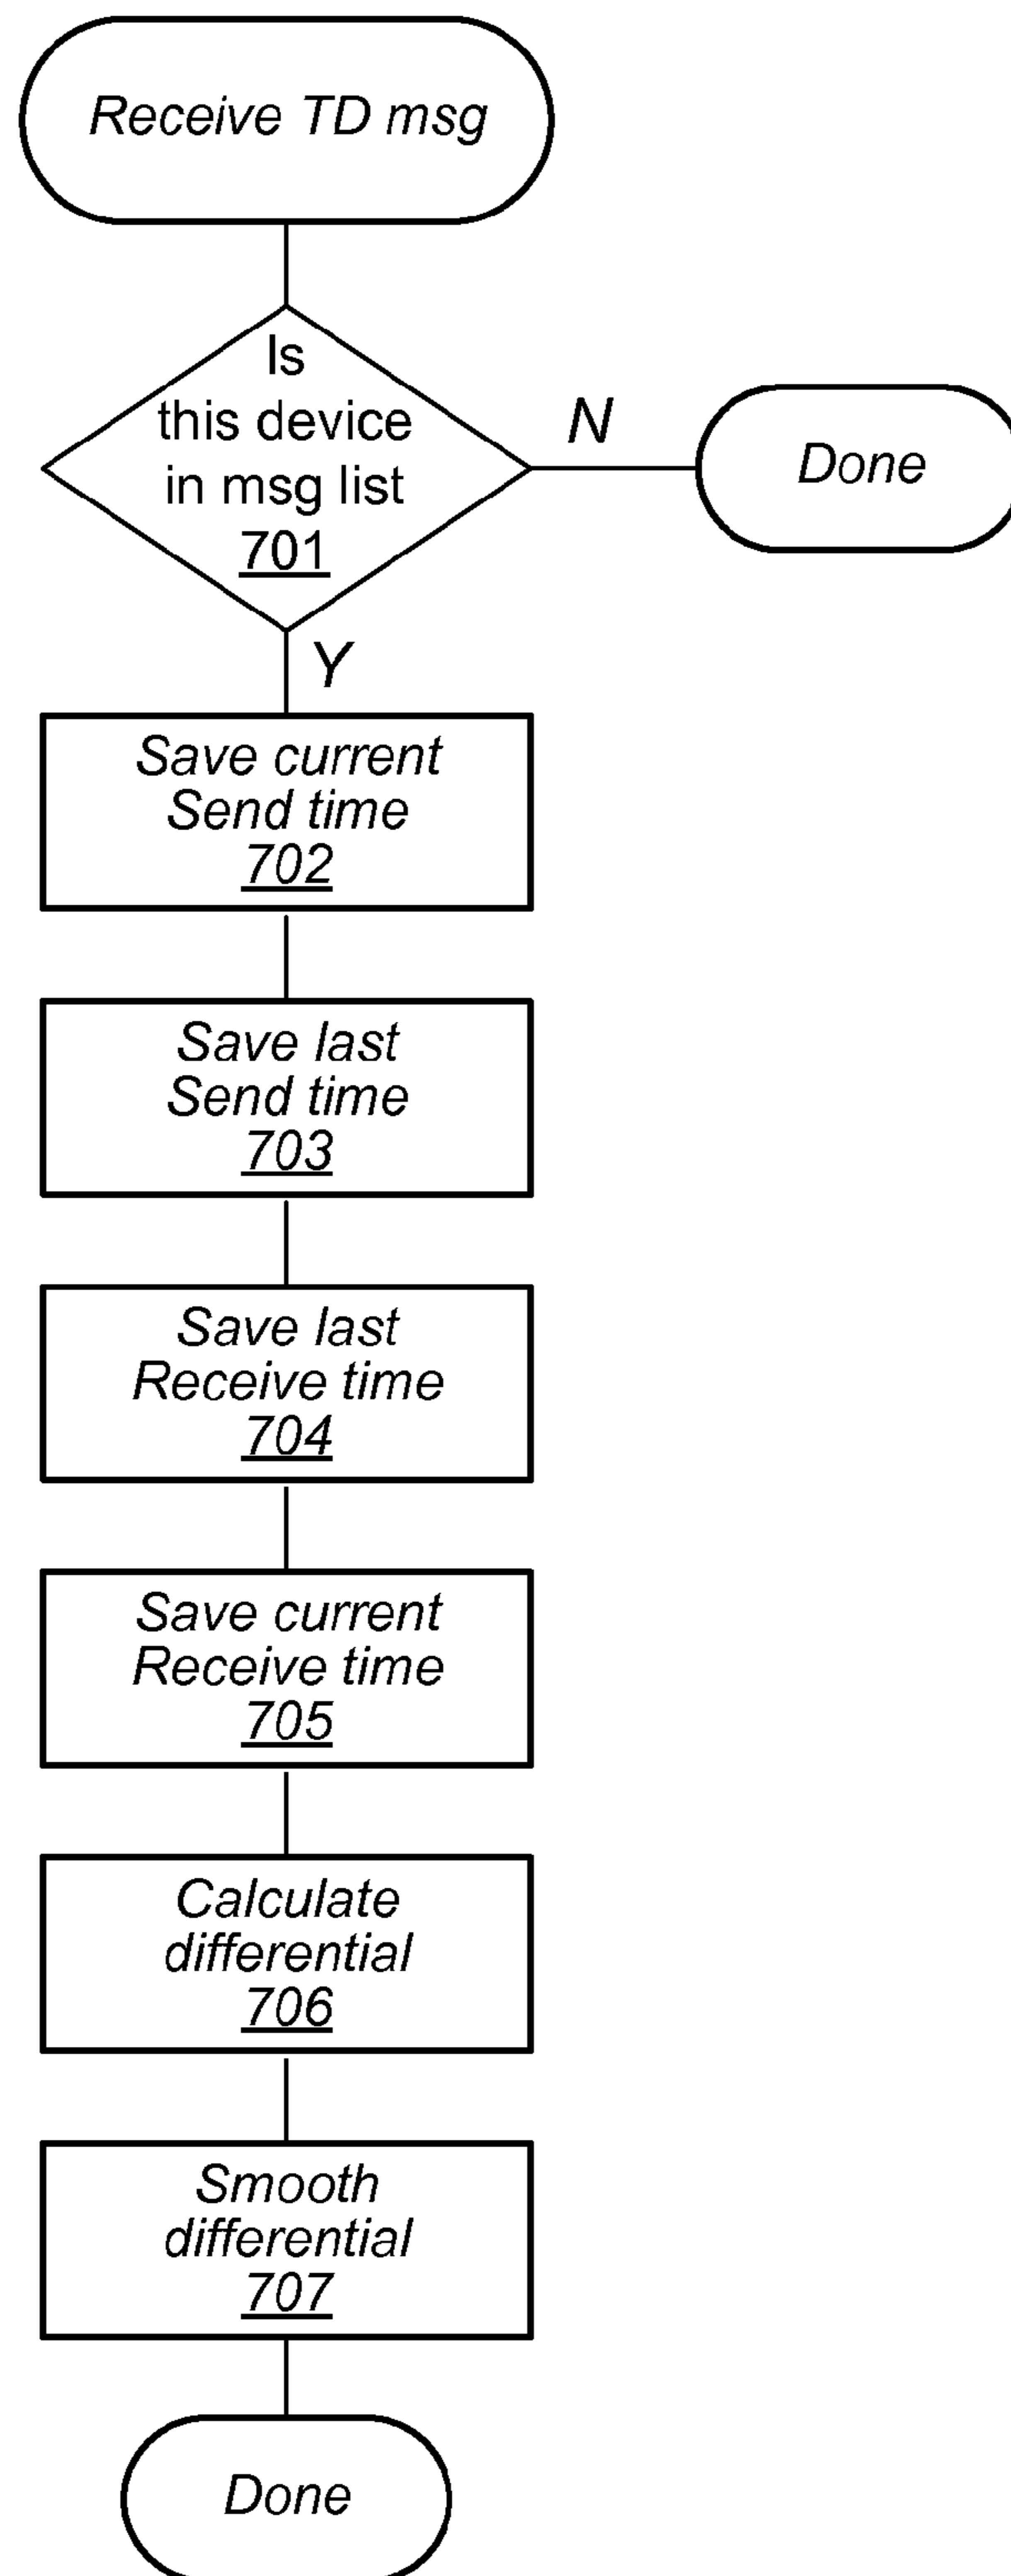 Receive TD msg
Is
this device
in msg list
701
N
Done
Y
Save current
Send time
702
Save last
Send time
703
Save last
Receive time
704
Save current
Receive time
705
Calculate
differential
706
Smooth
differential
707
Done